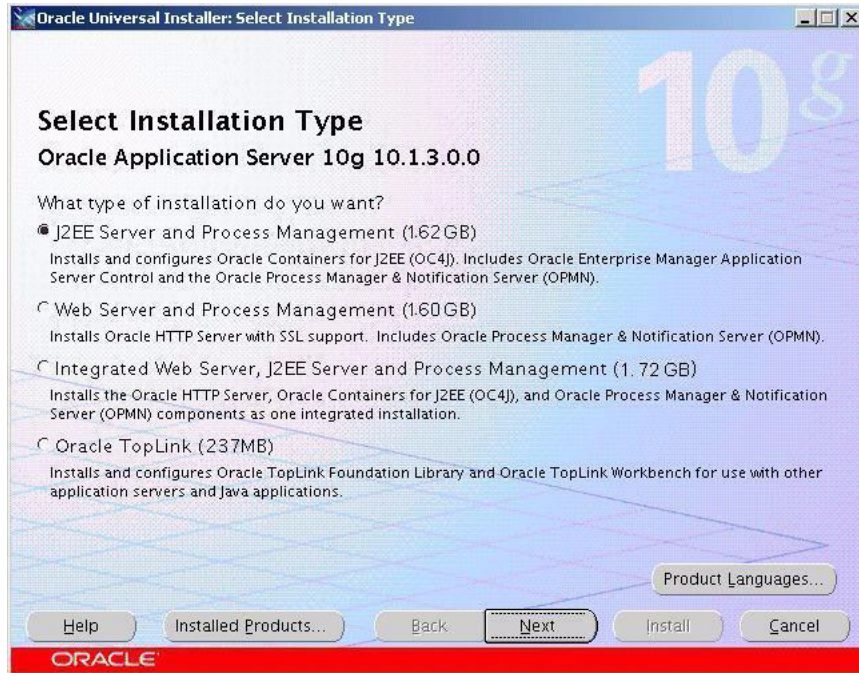 Oracle Universal Installer: Select Installation Type
10g
Select Installation Type
Oracle Application Server 10g 10.1.3.0.0
What type of installation do you want?
J2EE Server and Process Management (1.62GB)
Installs and configures Oracle Containers for J2EE (OC4J). Includes Oracle Enterprise Manager Application
Server Control and the Oracle Process Manager & Notification Server (OPMN).
Web Server and Process Management (1.60GB)
Installs Oracle HTTP Server with SSL support. Includes Oracle Process Manager & Notification Server (OPMN).
Integrated Web Server, J2EE Server and Process Management (1.72 GB)
Installs the Oracle HTTP Server, Oracle Containers for J2EE (OC4J), and Oracle Process Manager & Notification
Server (OPMN) components as one integrated installation.
Oracle TopLink (237MB)
Installs and configures Oracle TopLink Foundation Library and Oracle TopLink Workbench for use with other
application servers and Java applications.
Product Languages...
Help Installed Products... Back Next Install Cancel
ORACLE